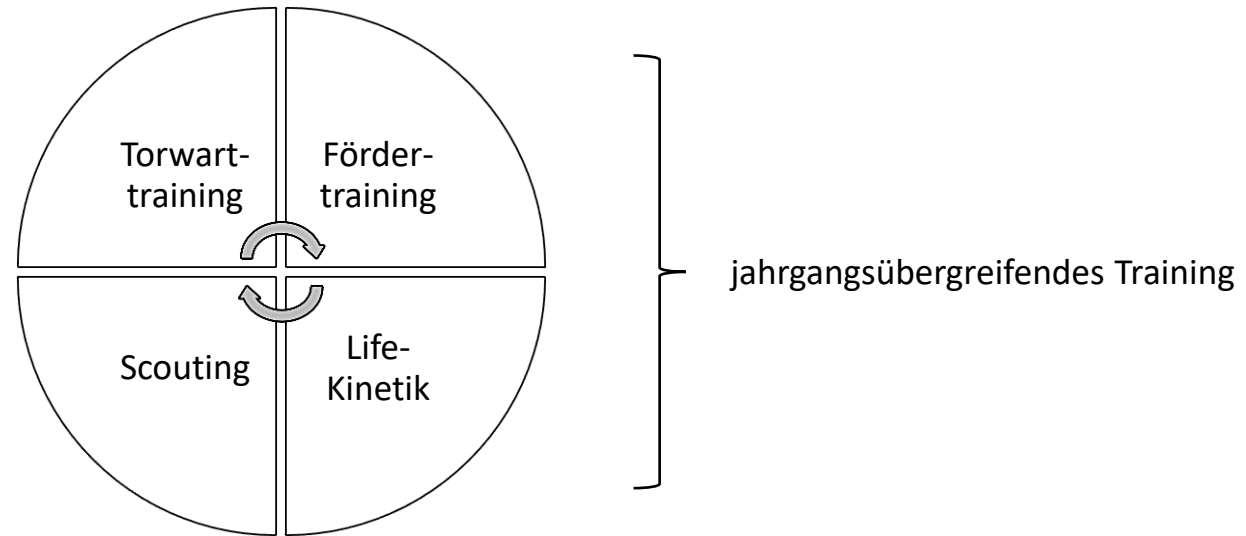 Torwart-
training
Förder-
training
Scouting
Life-
Kinetik
jahrgangsübergreifendes Training